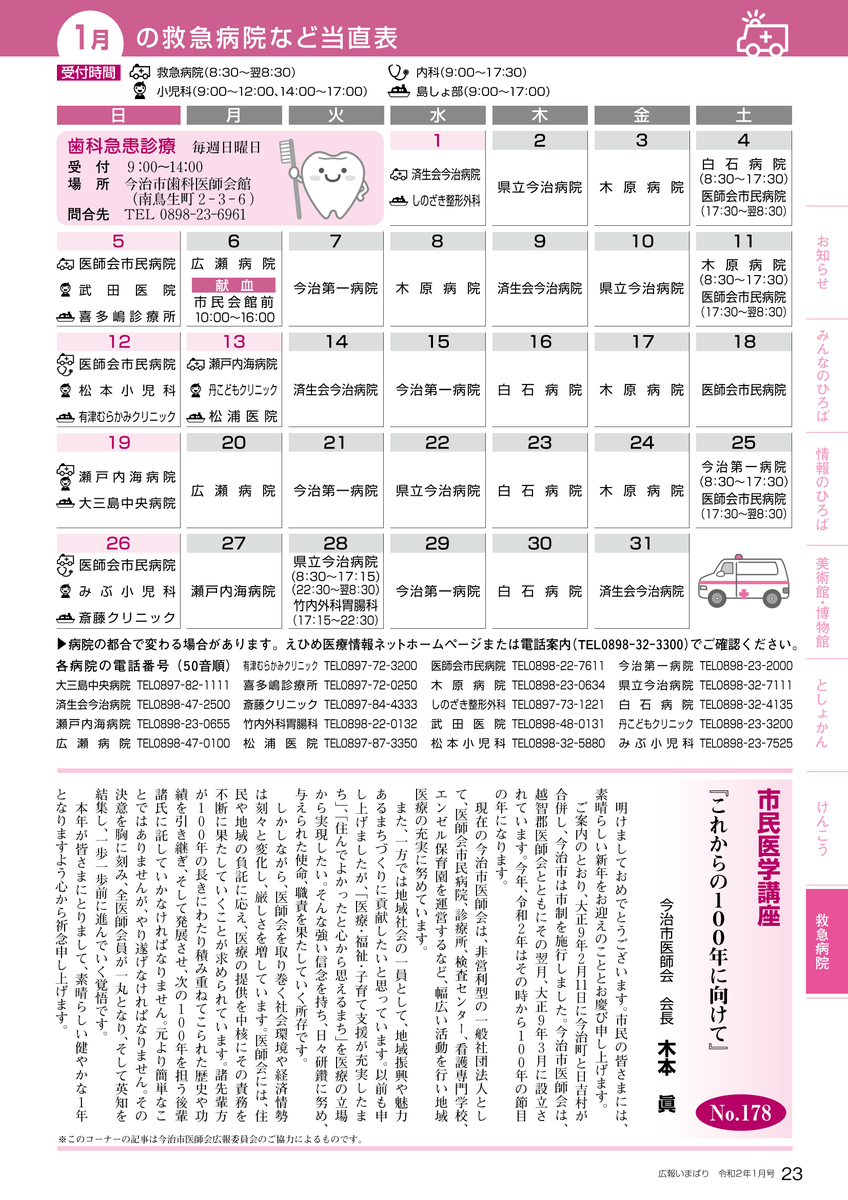 1月 の救急病院など当直表
受付時間 救急病院(8:30〜翌8:30) 内科(9:00〜17:30)
小児科(9:00〜12:00、14:00〜17:00) 島しょ部(9:00〜17:00)
日 月 火 水 木 金 土
歯科急患診療 毎週日曜日
受 付 9:00〜14:00
場 所 今治市歯科医師会館
(南鳥生町2-3-6)
問合先 TEL 0898-23-6961
1
済生会今治病院
しのざき整形外科
2
県立今治病院
3
木原病院
4
白石病院
(8:30〜17:30)
医師会市民病院
(17:30〜翌8:30)
5
医師会市民病院
武田医院
喜多嶋診療所
6
広瀬病院
献血
市民会館前
10:00〜16:00
7
今治第一病院
8
木原病院
9
済生会今治病院
10
県立今治病院
11
木原病院
(8:30〜17:30)
医師会市民病院
(17:30〜翌8:30)
12
医師会市民病院
松本小児科
有津むらかみクリニック
13
瀬戸内海病院
丹こどもクリニック
松浦医院
14
済生会今治病院
15
今治第一病院
16
白石病院
17
木原病院
18
医師会市民病院
19
瀬戸内海病院
大三島中央病院
20
広瀬病院
21
今治第一病院
22
県立今治病院
23
白石病院
24
木原病院
25
今治第一病院
(8:30〜17:30)
医師会市民病院
(17:30〜翌8:30)
26
医師会市民病院
みぶ小児科
斎藤クリニック
27
瀬戸内海病院
28
県立今治病院
(8:30〜17:15)
(22:30〜翌8:30)
竹内外科胃腸科
(17:15〜22:30)
29
今治第一病院
30
白石病院
31
済生会今治病院
▶病院の都合で変わる場合があります。えひめ医療情報ネットホームページまたは電話案内(TEL0898-32-3300)でご確認ください。
各病院の電話番号(50音順) 有津むらかみクリニック TEL0897-72-3200 医師会市民病院 TEL0898-22-7611 今治第一病院 TEL0898-23-2000
大三島中央病院 TEL0897-82-1111 喜多嶋診療所 TEL0897-72-0250 木原病院 TEL0898-23-0634 県立今治病院 TEL0898-32-7111
済生会今治病院 TEL0898-47-2500 斎藤クリニック TEL0897-84-4333 しのざき整形外科 TEL0897-73-1221 白石病院 TEL0898-32-4135
瀬戸内海病院 TEL0898-23-0655 竹内外科胃腸科 TEL0898-22-0132 武田医院 TEL0898-48-0131 丹こどもクリニック TEL0898-23-3200
広瀬病院 TEL0898-47-0100 松浦医院 TEL0897-87-3350 松本小児科 TEL0898-32-5880 みぶ小児科 TEL0898-23-7525
市民医学講座
『これからの100年に向けて』
今治市医師会 会長 木本 眞
No.178
明けましておめでとうございます。市民の皆さまには、
素晴らしい新年をお迎えのこととお慶び申し上げます。
ご案内のとおり、大正9年2月11日に今治町と日吉村が
合併し、今治市は市制を施行しました。今治市医師会は、
越智郡医師会とともにその翌月、大正9年3月に設立さ
れています。今年、令和2年はその時から100年の節目
の年になります。
現在の今治市医師会は、非営利型の一般社団法人とし
て、医師会市民病院、診療所、検査センター、看護専門学校、
エンゼル保育園を運営するなど、幅広い活動を行い地域
医療の充実に努めています。
また、一方では地域社会の一員として、地域振興や魅力
あるまちづくりに貢献したいと思っています。以前も申
し上げましたが、「医療・福祉・子育て支援が充実したま
ち」、「住んでよかったと心から思えるまち」を医療の立場
から実現したい。そんな強い信念を持ち、日々研鑽に努め、
与えられた使命、職責を果たしていく所存です。
しかしながら、医師会を取り巻く社会環境や経済情勢
は刻々と変化し、厳しさを増しています。医師会には、住
民や地域の負託に応え、医療の提供を中核にその責務を
不断に果たしていくことが求められています。諸先輩方
が100年の長きにわたり積み重ねてこられた歴史や功
績を引き継ぎ、そして発展させ、次の100年を担う後輩
諸氏に託していかなければなりません。元より簡単なこ
とではありませんが、やり遂げなければなりません。その
決意を胸に刻み、全医師会員が一丸となり、そして英知を
結集し、一歩一歩前に進んでいく覚悟です。
本年が皆さまにとりまして、素晴らしい健やかな1年
となりますよう心から祈念申し上げます。
※このコーナーの記事は今治市医師会広報委員会のご協力によるものです。
お知らせ
みんなのひろば
情報のひろば
美術館・博物館
としょかん
けんこう
救急病院
広報いまばり 令和2年1月号 23